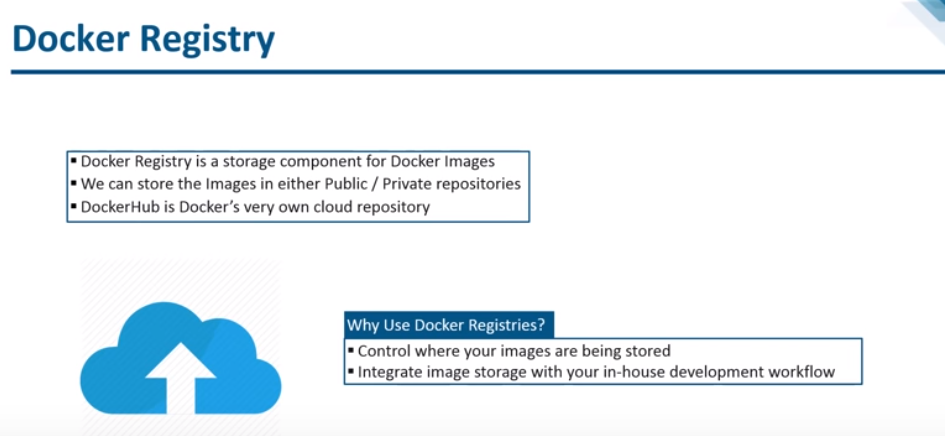 Docker Registry
▪ Docker Registry is a storage component for Docker Images
▪ We can store the Images in either Public / Private repositories
▪ DockerHub is Docker’s very own cloud repository
Why Use Docker Registries?
▪ Control where your images are being stored
▪ Integrate image storage with your in-house development workflow